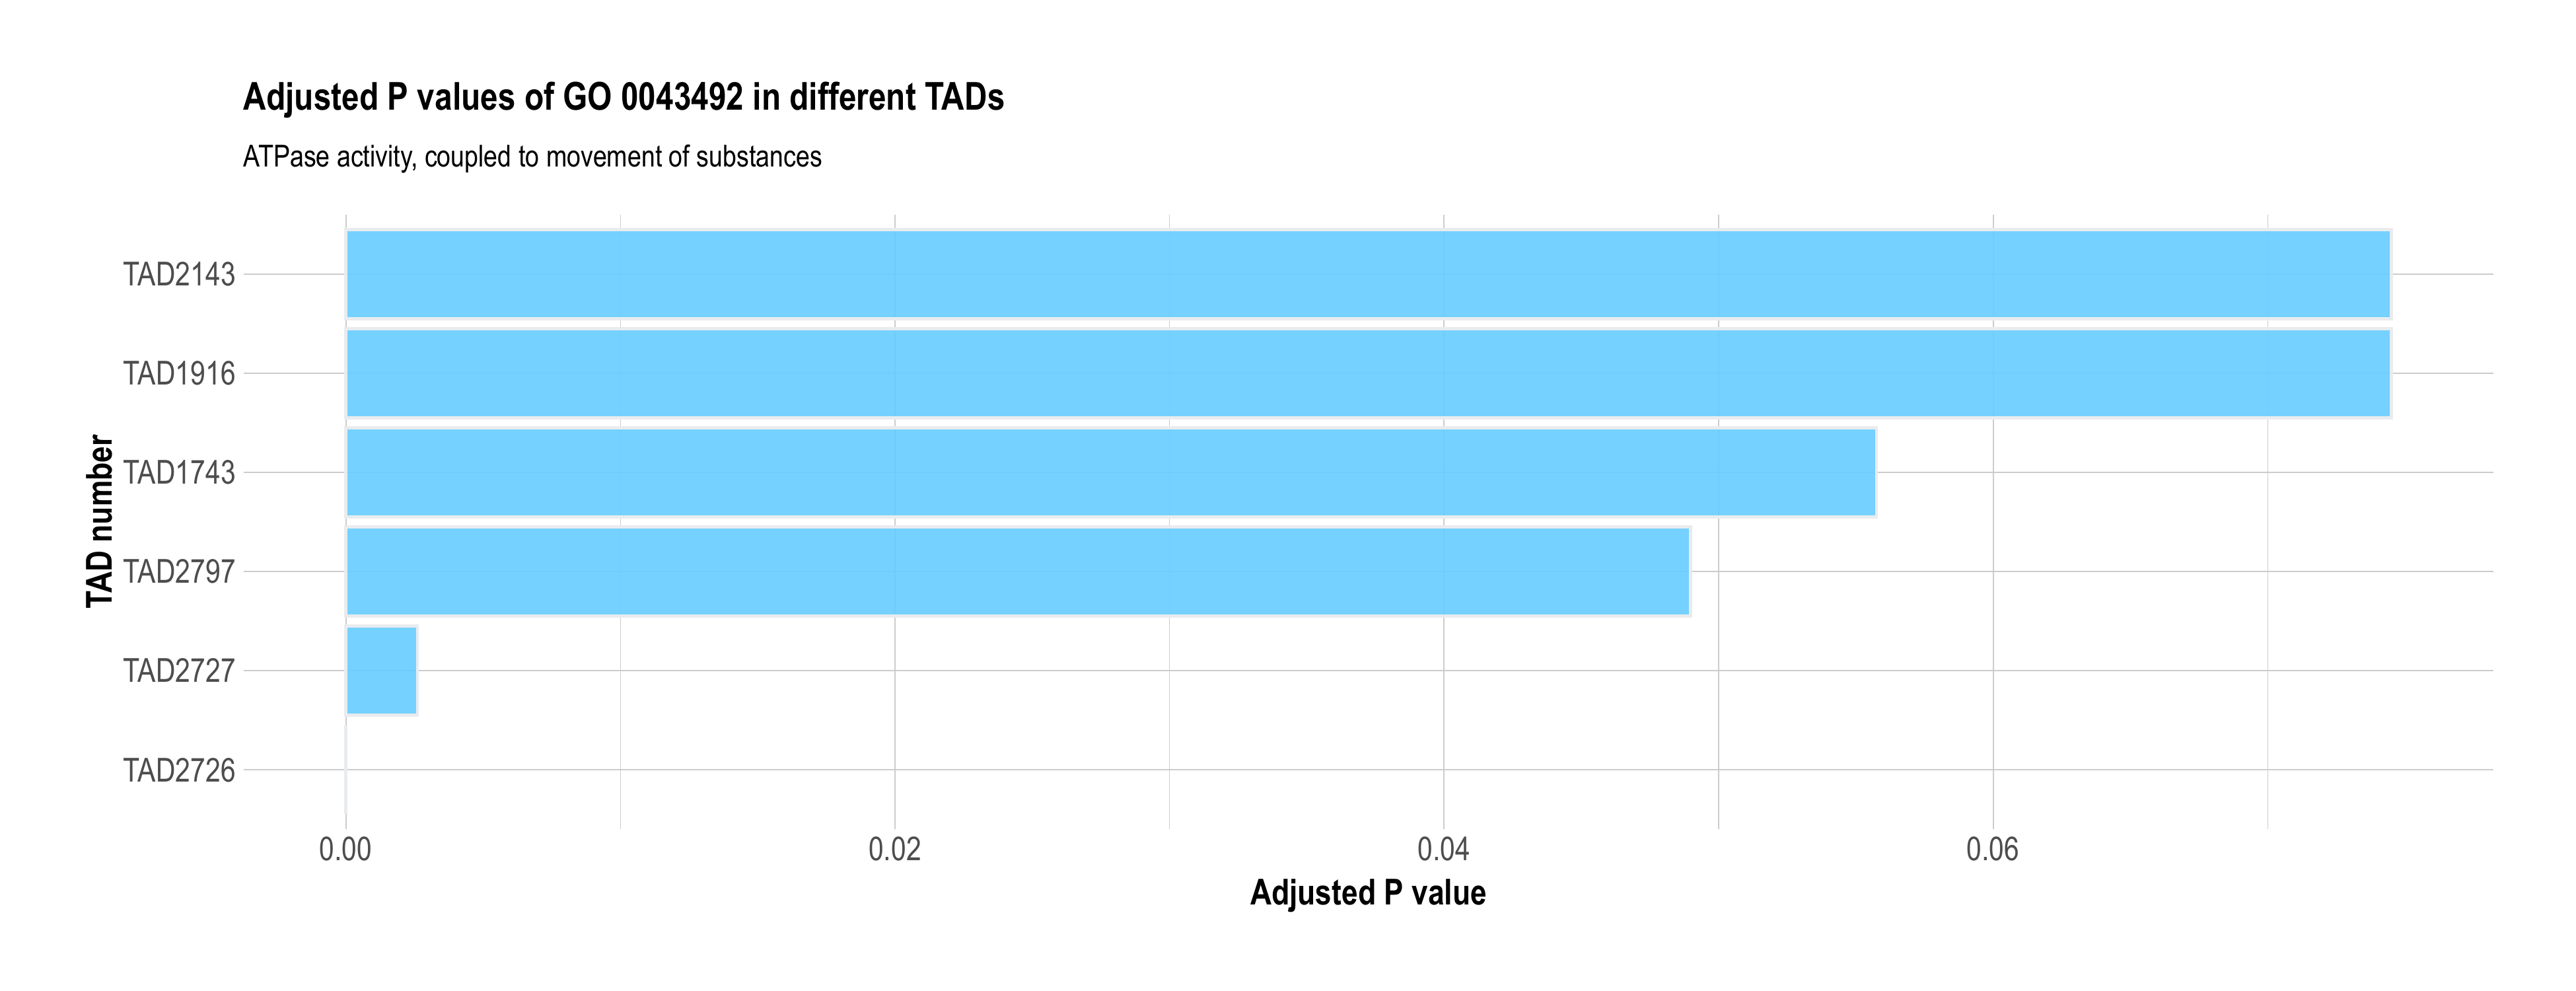 Adjusted P values of GO 0043492 in different TADs
ATPase activity, coupled to movement of substances
TAD number
TAD2143
TAD1916
TAD1743
TAD2797
TAD2727
TAD2726
0.00 0.02 0.04 0.06
Adjusted P value